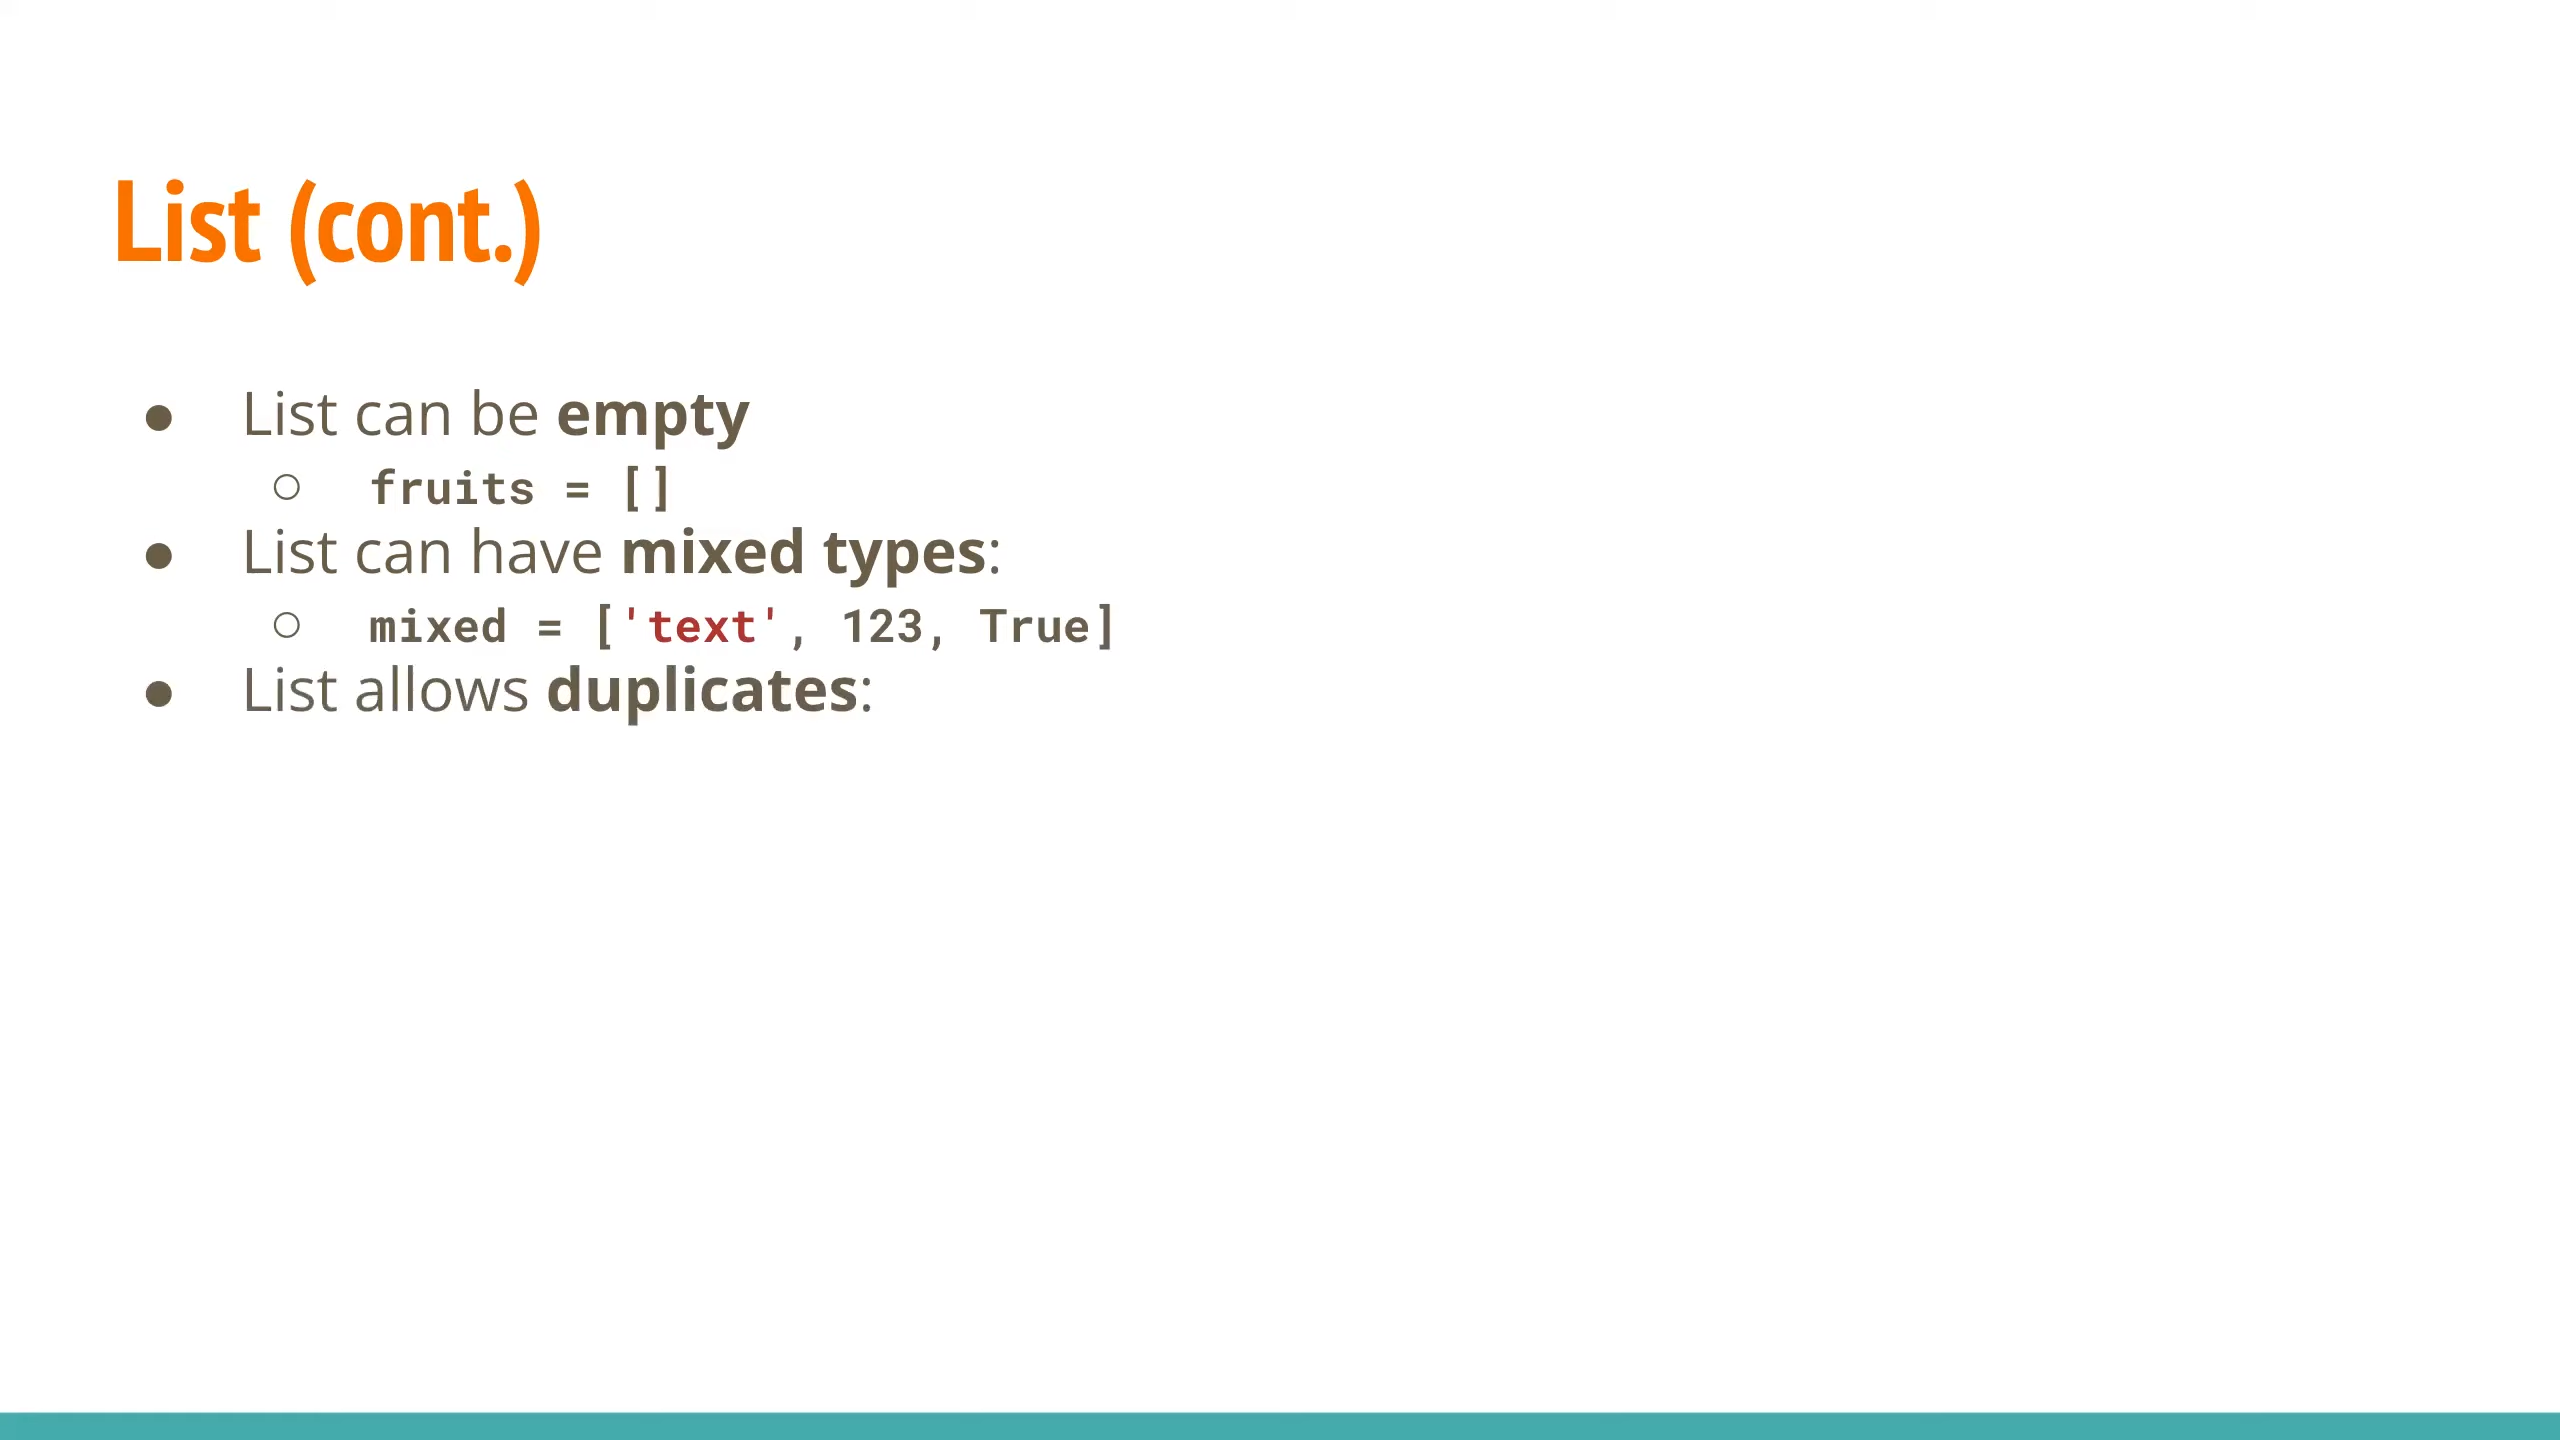 List (cont.)
● List can be empty
○ fruits = []
● List can have mixed types:
○ mixed = ['text', 123, True]
● List allows duplicates: